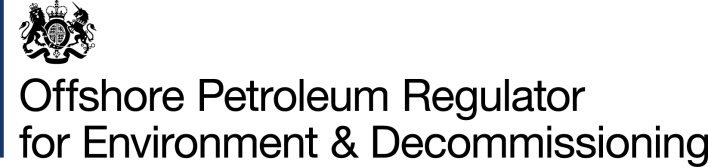 Offshore Petroleum Regulator
for Environment & Decommissioning